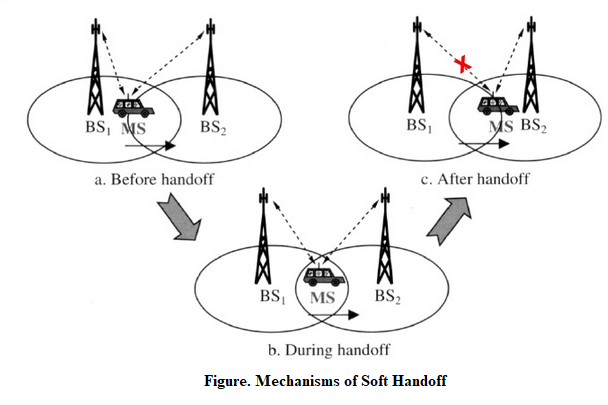 BS₁ MS BS₂
a. Before handoff
BS₁ MS BS₂
c. After handoff
BS₁ MS BS₂
b. During handoff
Figure. Mechanisms of Soft Handoff